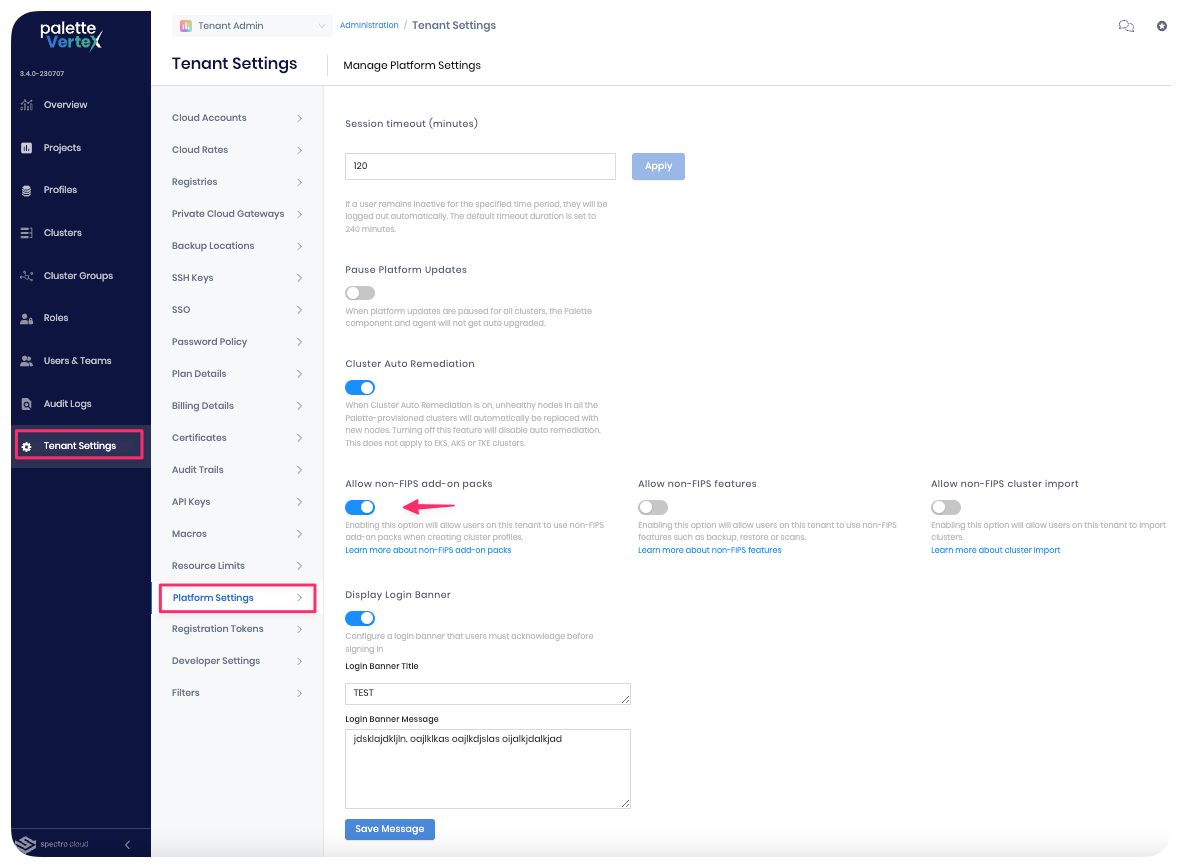 palette
VerteX
3.4.0-230707
Overview
Projects
Profiles
Clusters
Cluster Groups
Roles
Users & Teams
Audit Logs
Tenant Settings
spectro cloud
Tenant Admin
Administration / Tenant Settings
Tenant Settings
Manage Platform Settings
Cloud Accounts
Cloud Rates
Registries
Private Cloud Gateways
Backup Locations
SSH Keys
SSO
Password Policy
Plan Details
Billing Details
Certificates
Audit Trails
API Keys
Macros
Resource Limits
Platform Settings
Registration Tokens
Developer Settings
Filters
Session timeout (minutes)
120
Apply
If a user remains inactive for the specified time period, they will be
logged out automatically. The default timeout duration is set to
240 minutes.
Pause Platform Updates
When platform updates are paused for all clusters, the Palette
component and agent will not get auto upgraded.
Cluster Auto Remediation
When Cluster Auto Remediation is on, unhealthy nodes in all the
Palette-provisioned clusters will automatically be replaced with
new nodes. Turning off this feature will disable auto remediation.
This does not apply to EKS, AKS or TKE clusters.
Allow non-FIPS add-on packs
Enabling this option will allow users on this tenant to use non-FIPS
add-on packs when creating cluster profiles.
Learn more about non-FIPS add-on packs
Allow non-FIPS features
Enabling this option will allow users on this tenant to use non-FIPS
features such as backup, restore or scans.
Learn more about non-FIPS features
Allow non-FIPS cluster import
Enabling this option will allow users on this tenant to import
clusters.
Learn more about cluster import
Display Login Banner
Configure a login banner that users must acknowledge before
signing in
Login Banner Title
TEST
Login Banner Message
jdsklajdkljln. oajlklkas oajlkdjslas oijalkjdalkjad
Save Message